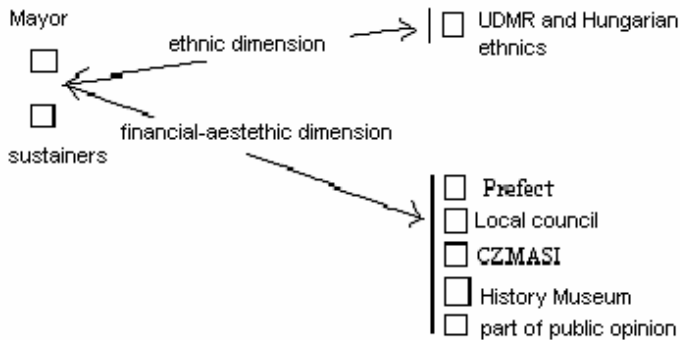 Mayor
UDMR and Hungarian
ethnics
ethnic dimension
financial-aestethic dimension
sustainers
Prefect
Local council
CZMASI
History Museum
part of public opinion